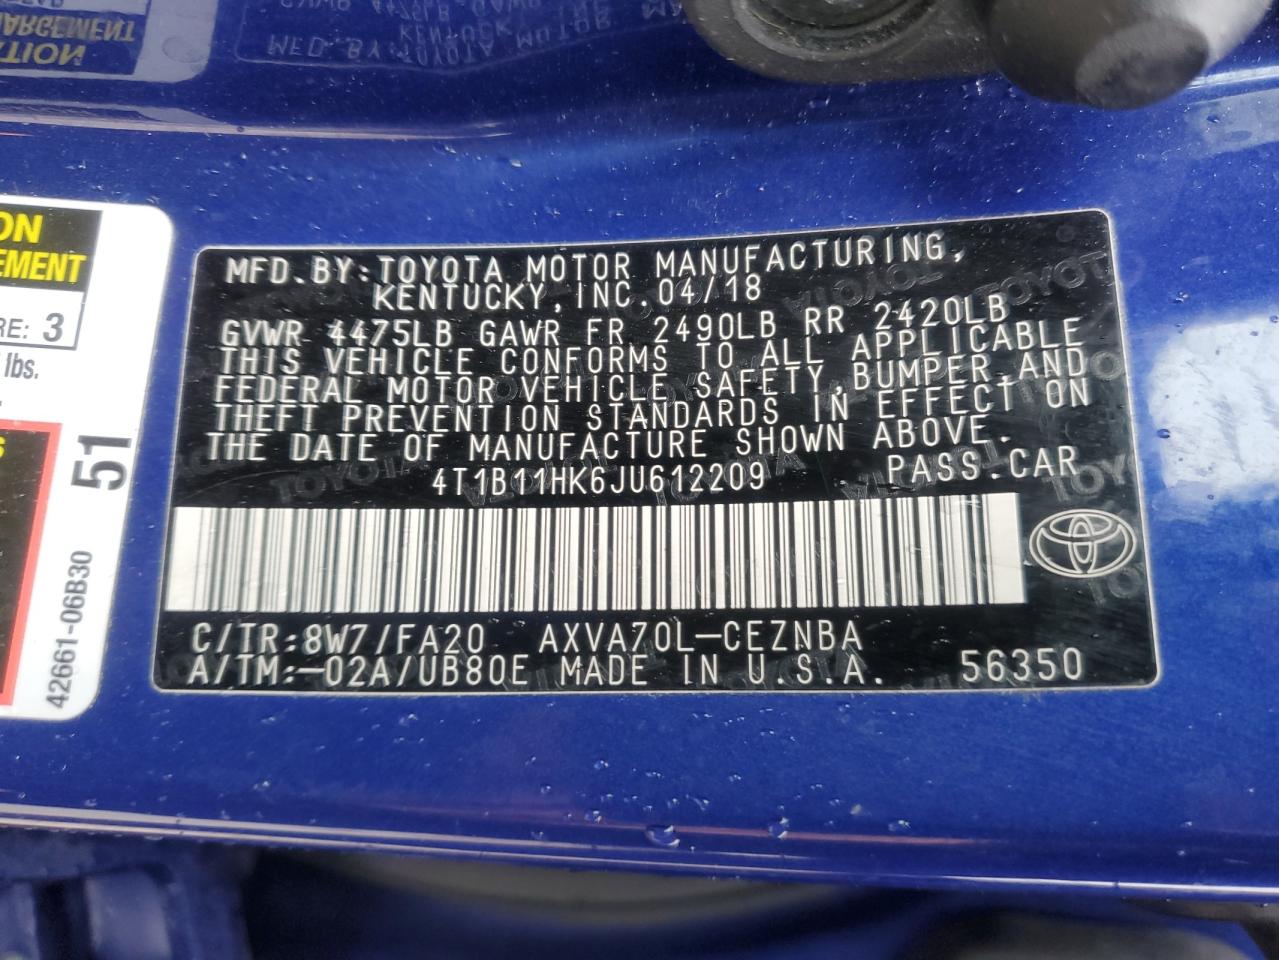 ON
EMENT
RE: 3
lbs.
51
42661-06B30
MFD.BY:TOYOTA MOTOR MANUFACTURING,
KENTUCKY,INC.04/18
GVWR 4475LB GAWR FR 2490LB RR 2420LB
THIS VEHICLE CONFORMS TO ALL APPLICABLE
FEDERAL MOTOR VEHICLE SAFETY,BUMPER,AND
THEFT PREVENTION STANDARDS IN EFFECT ON
THE DATE OF MANUFACTURE SHOWN ABOVE.
4T1B11HK6JU612209 PASS.CAR
C/TR:8W7/FA20 AXVA70L-CEZNBA
A/TM:-02A/UB80E MADE IN U.S.A. 56350